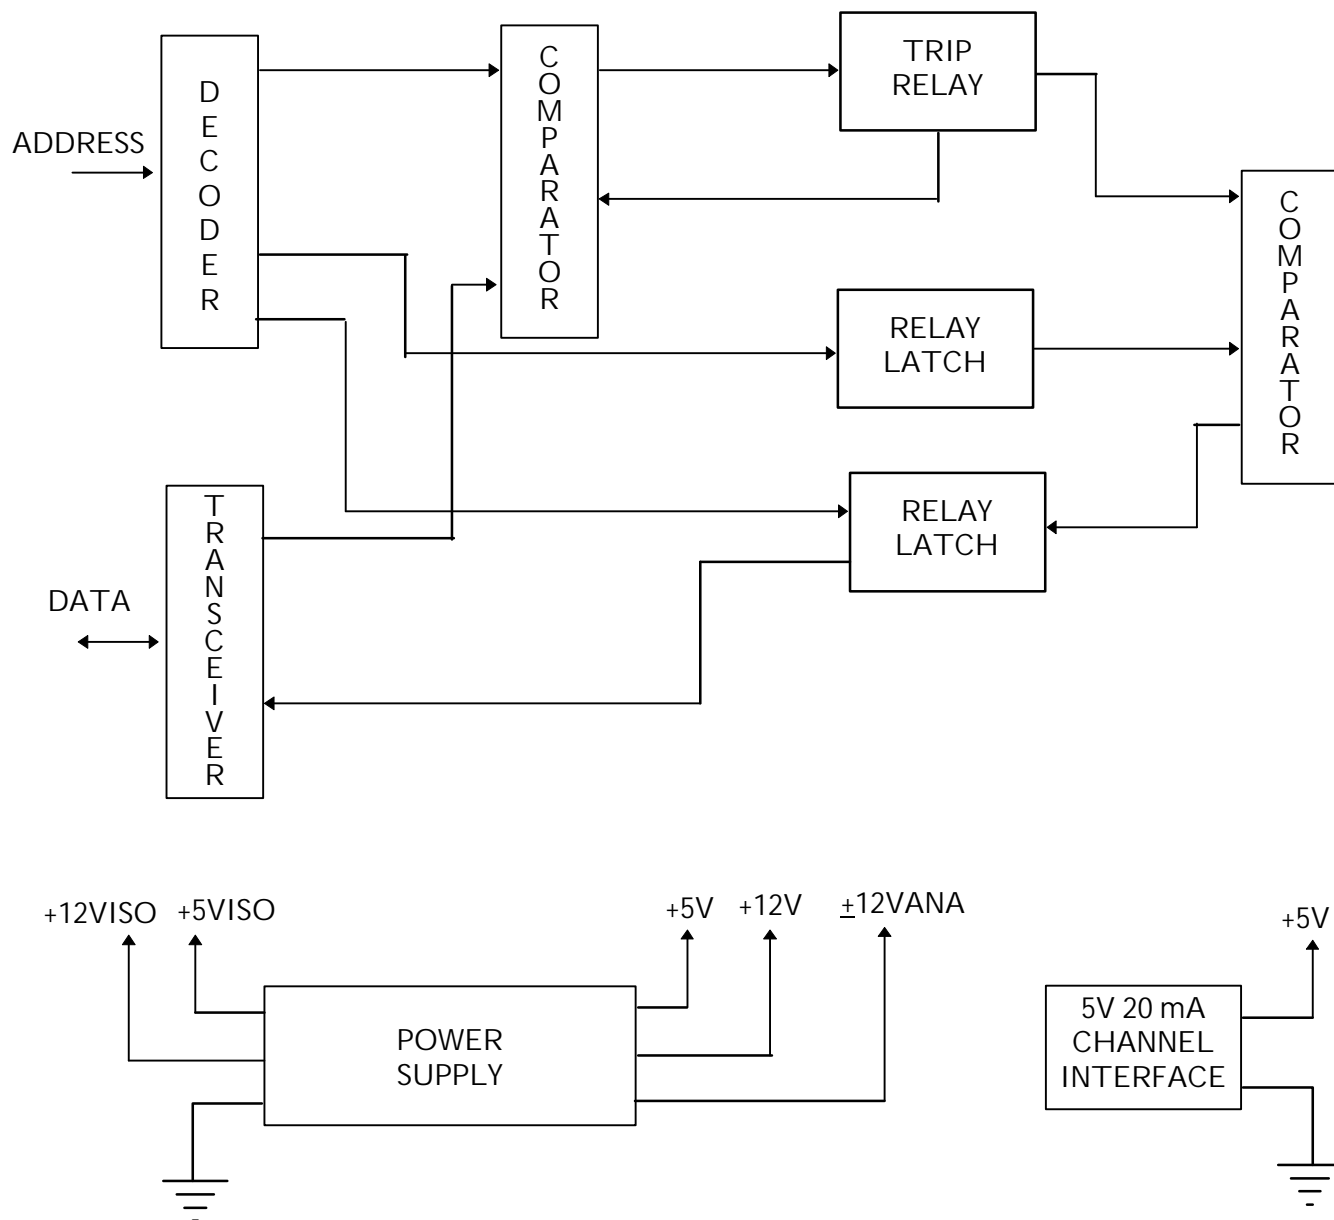 ADDRESS
DECODER
COMPARATOR
TRIP
RELAY
COMPARATOR
RELAY
LATCH
RELAY
LATCH
DATA
TRANSCEIVER
+12VISO
+5VISO
+5V
+12V
±12VANA
+5V
POWER
SUPPLY
5V 20 mA
CHANNEL
INTERFACE